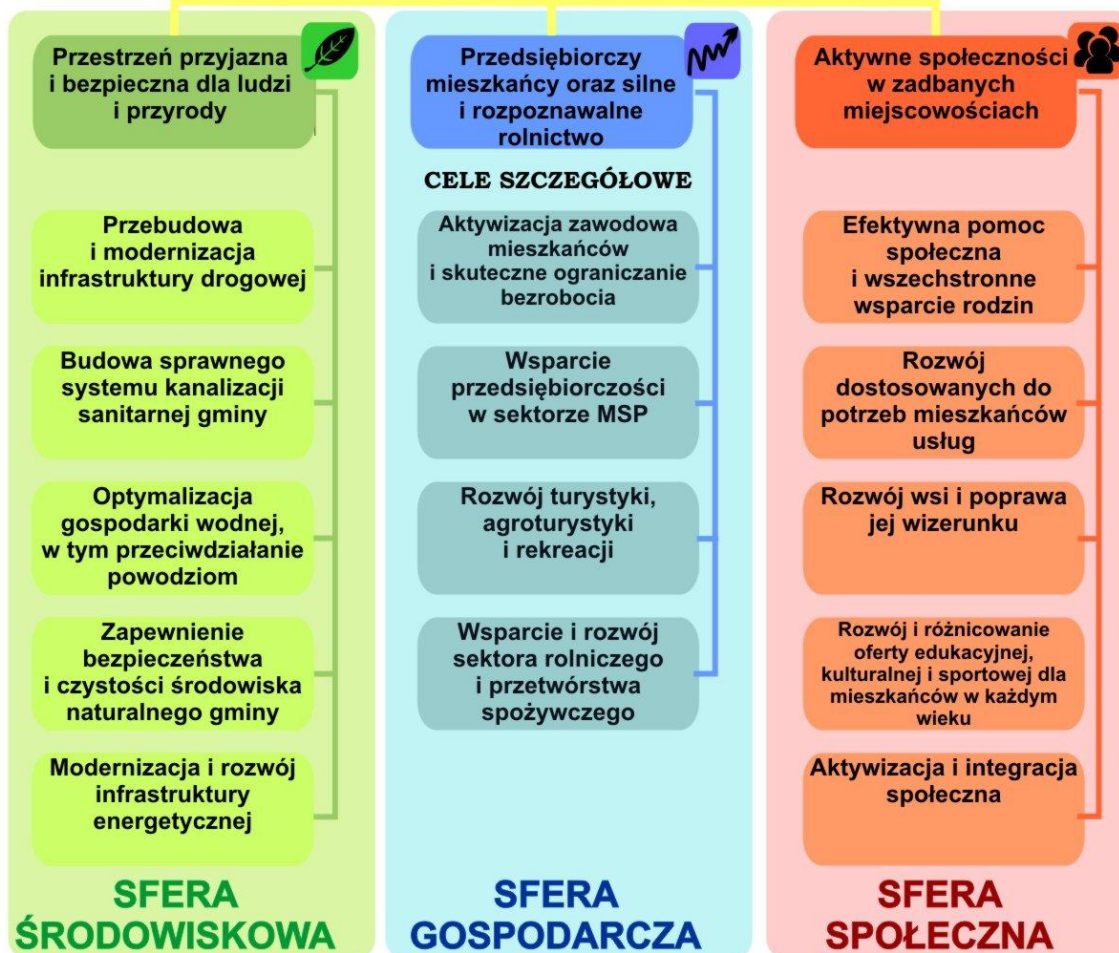 Przestrzeń przyjazna
i bezpieczna dla ludzi
i przyrody
Przebudowa
i modernizacja
infrastruktury drogowej
Budowa sprawnego
systemu kanalizacji
sanitarnej gminy
Optymalizacja
gospodarki wodnej,
w tym przeciwdziałanie
powodziom
Zapewnienie
bezpieczeństwa
i czystości środowiska
naturalnego gminy
Modernizacja i rozwój
infrastruktury
energetycznej
SFERA
ŚRODOWISKOWA
Przedsiębiorczy
mieszkańcy oraz silne
i rozpoznawalne
rolnictwo
CELE SZCZEGÓŁOWE
Aktywizacja zawodowa
mieszkańców
i skuteczne ograniczanie
bezrobocia
Wsparcie
przedsiębiorczości
w sektorze MSP
Rozwój turystyki,
agroturystyki
i rekreacji
Wsparcie i rozwój
sektora rolniczego
i przetwórstwa
spożywczego
SFERA
GOSPODARCZA
Aktywne społeczności
w zadbanych
miejscowościach
Efektywna pomoc
społeczna
i wszechstronne
wsparcie rodzin
Rozwój
dostosowanych do
potrzeb mieszkańców
usług
Rozwój wsi i poprawa
jej wizerunku
Rozwój i różnicowanie
oferty edukacyjnej,
kulturalnej i sportowej dla
mieszkańców w każdym
wieku
Aktywizacja i integracja
społeczna
SFERA
SPOŁECZNA